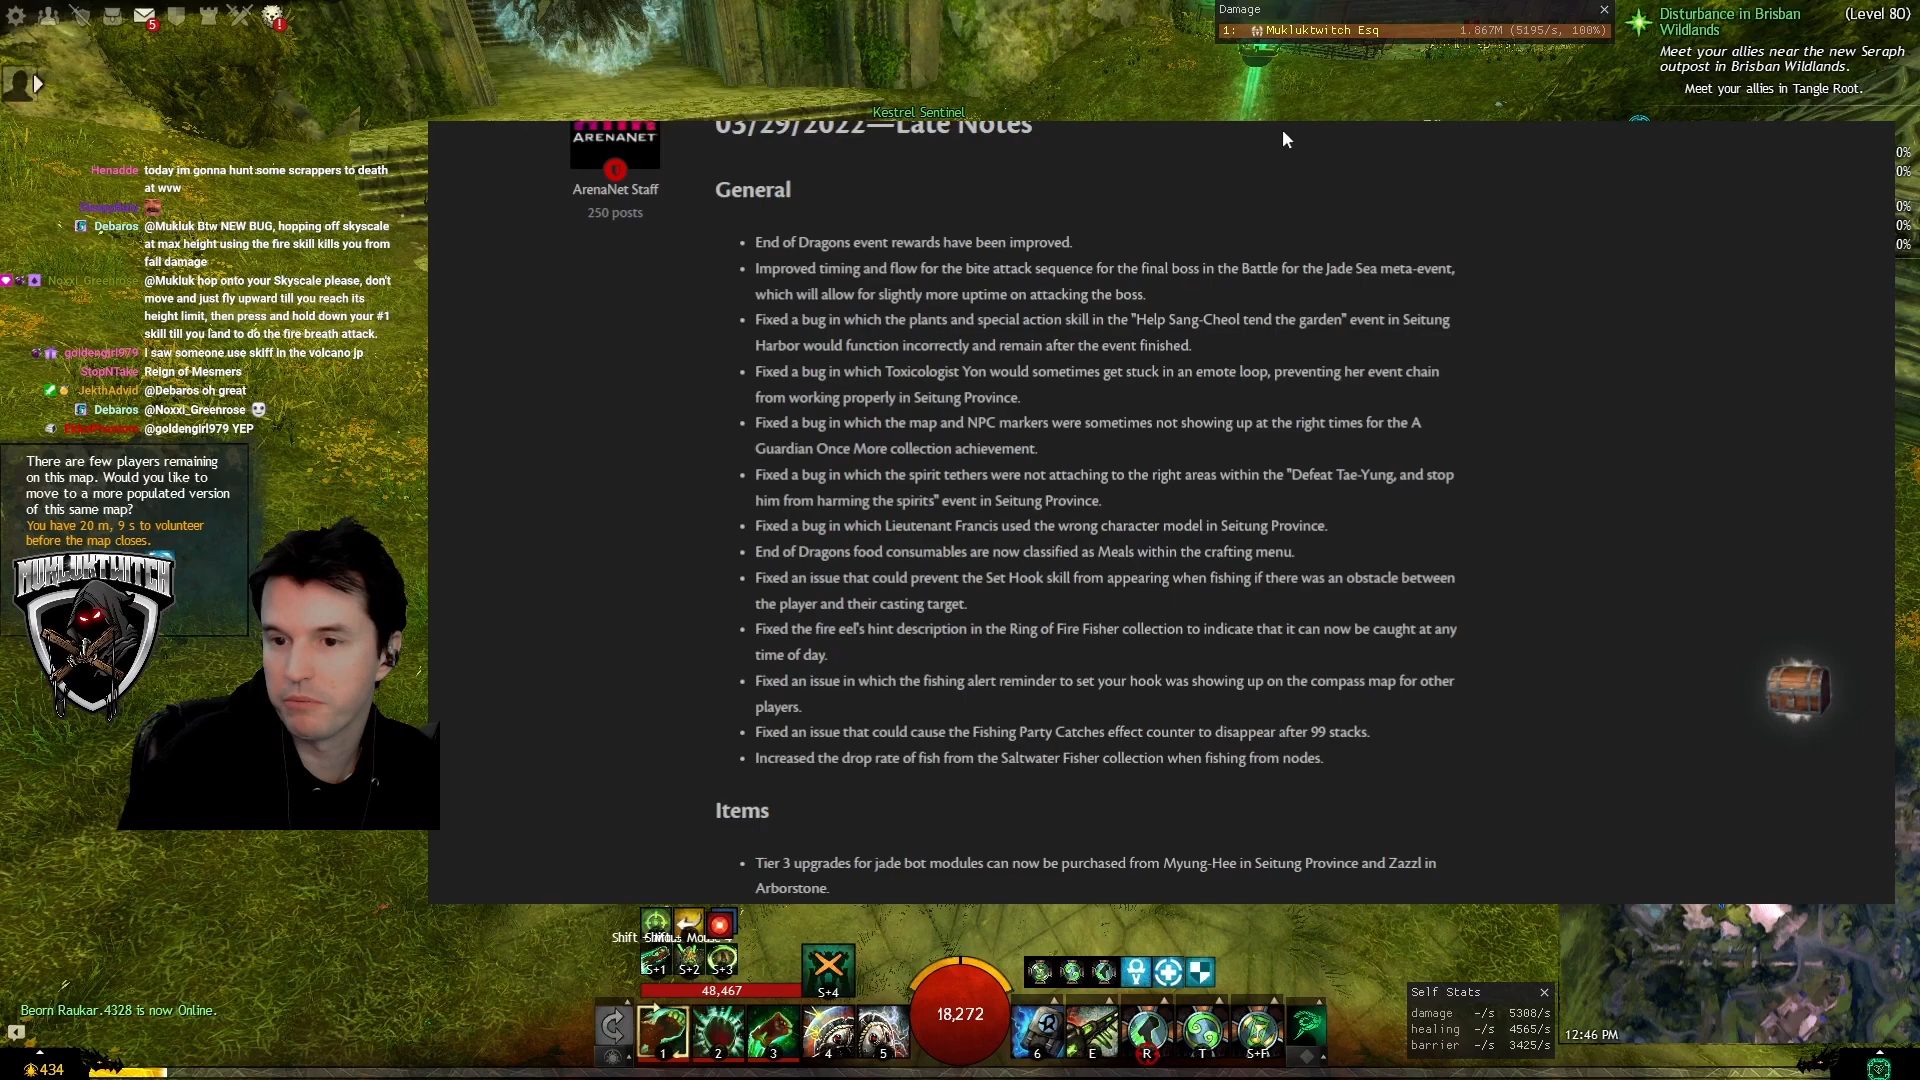 5
Damage
1: Mukluktwitch Esq 1.867M (5195/s, 100%)
Disturbance in Brisban Wildlands (Level 80)
Meet your allies near the new Seraph
outpost in Brisban Wildlands.
Meet your allies in Tangle Root.
Kestrel Sentinel
Henadde today im gonna hunt some scrappers to death
at wvw
Debaros @Mukluk Btw NEW BUG, hopping off skyscale
at max height using the fire skill kills you from
fall damage
Noxxi_Greenrose @Mukluk hop onto your Skyscale please, don't
move and just fly upward till you reach its
height limit, then press and hold down your #1
skill till you land to do the fire breath attack.
goldengirl979 I saw someone use skiff in the volcano jp
StopNTake Reign of Mesmers
JekthAdvid @Debaros oh great
Debaros @Noxxi_Greenrose
@goldengirl979 YEP
There are few players remaining
on this map. Would you like to
move to a more populated version
of this same map?
You have 20 m, 9 s to volunteer
before the map closes.
MUKLUKTWITCH
ARENANET
ArenaNet Staff
250 posts
03/29/2022—Late Notes
General
• End of Dragons event rewards have been improved.
• Improved timing and flow for the bite attack sequence for the final boss in the Battle for the Jade Sea meta-event,
which will allow for slightly more uptime on attacking the boss.
• Fixed a bug in which the plants and special action skill in the "Help Sang-Cheol tend the garden" event in Seitung
Harbor would function incorrectly and remain after the event finished.
• Fixed a bug in which Toxicologist Yon would sometimes get stuck in an emote loop, preventing her event chain
from working properly in Seitung Province.
• Fixed a bug in which the map and NPC markers were sometimes not showing up at the right times for the A
Guardian Once More collection achievement.
• Fixed a bug in which the spirit tethers were not attaching to the right areas within the "Defeat Tae-Yung, and stop
him from harming the spirits" event in Seitung Province.
• Fixed a bug in which Lieutenant Francis used the wrong character model in Seitung Province.
• End of Dragons food consumables are now classified as Meals within the crafting menu.
• Fixed an issue that could prevent the Set Hook skill from appearing when fishing if there was an obstacle between
the player and their casting target.
• Fixed the fire eel's hint description in the Ring of Fire Fisher collection to indicate that it can now be caught at any
time of day.
• Fixed an issue in which the fishing alert reminder to set your hook was showing up on the compass map for other
players.
• Fixed an issue that could cause the Fishing Party Catches effect counter to disappear after 99 stacks.
• Increased the drop rate of fish from the Saltwater Fisher collection when fishing from nodes.
Items
• Tier 3 upgrades for jade bot modules can now be purchased from Myung-Hee in Seitung Province and Zazzl in
Arborstone.
0%
0%
0%
0%
0%
Shift
S+1 S+2 S+3
S+4
48,467
18,272
1 2 3 4 5 6 E R T S+F
Beorn Raukar.4328 is now Online.
434
Self Stats
damage -/s 5308/s
healing -/s 4565/s
barrier -/s 3425/s
12:46 PM